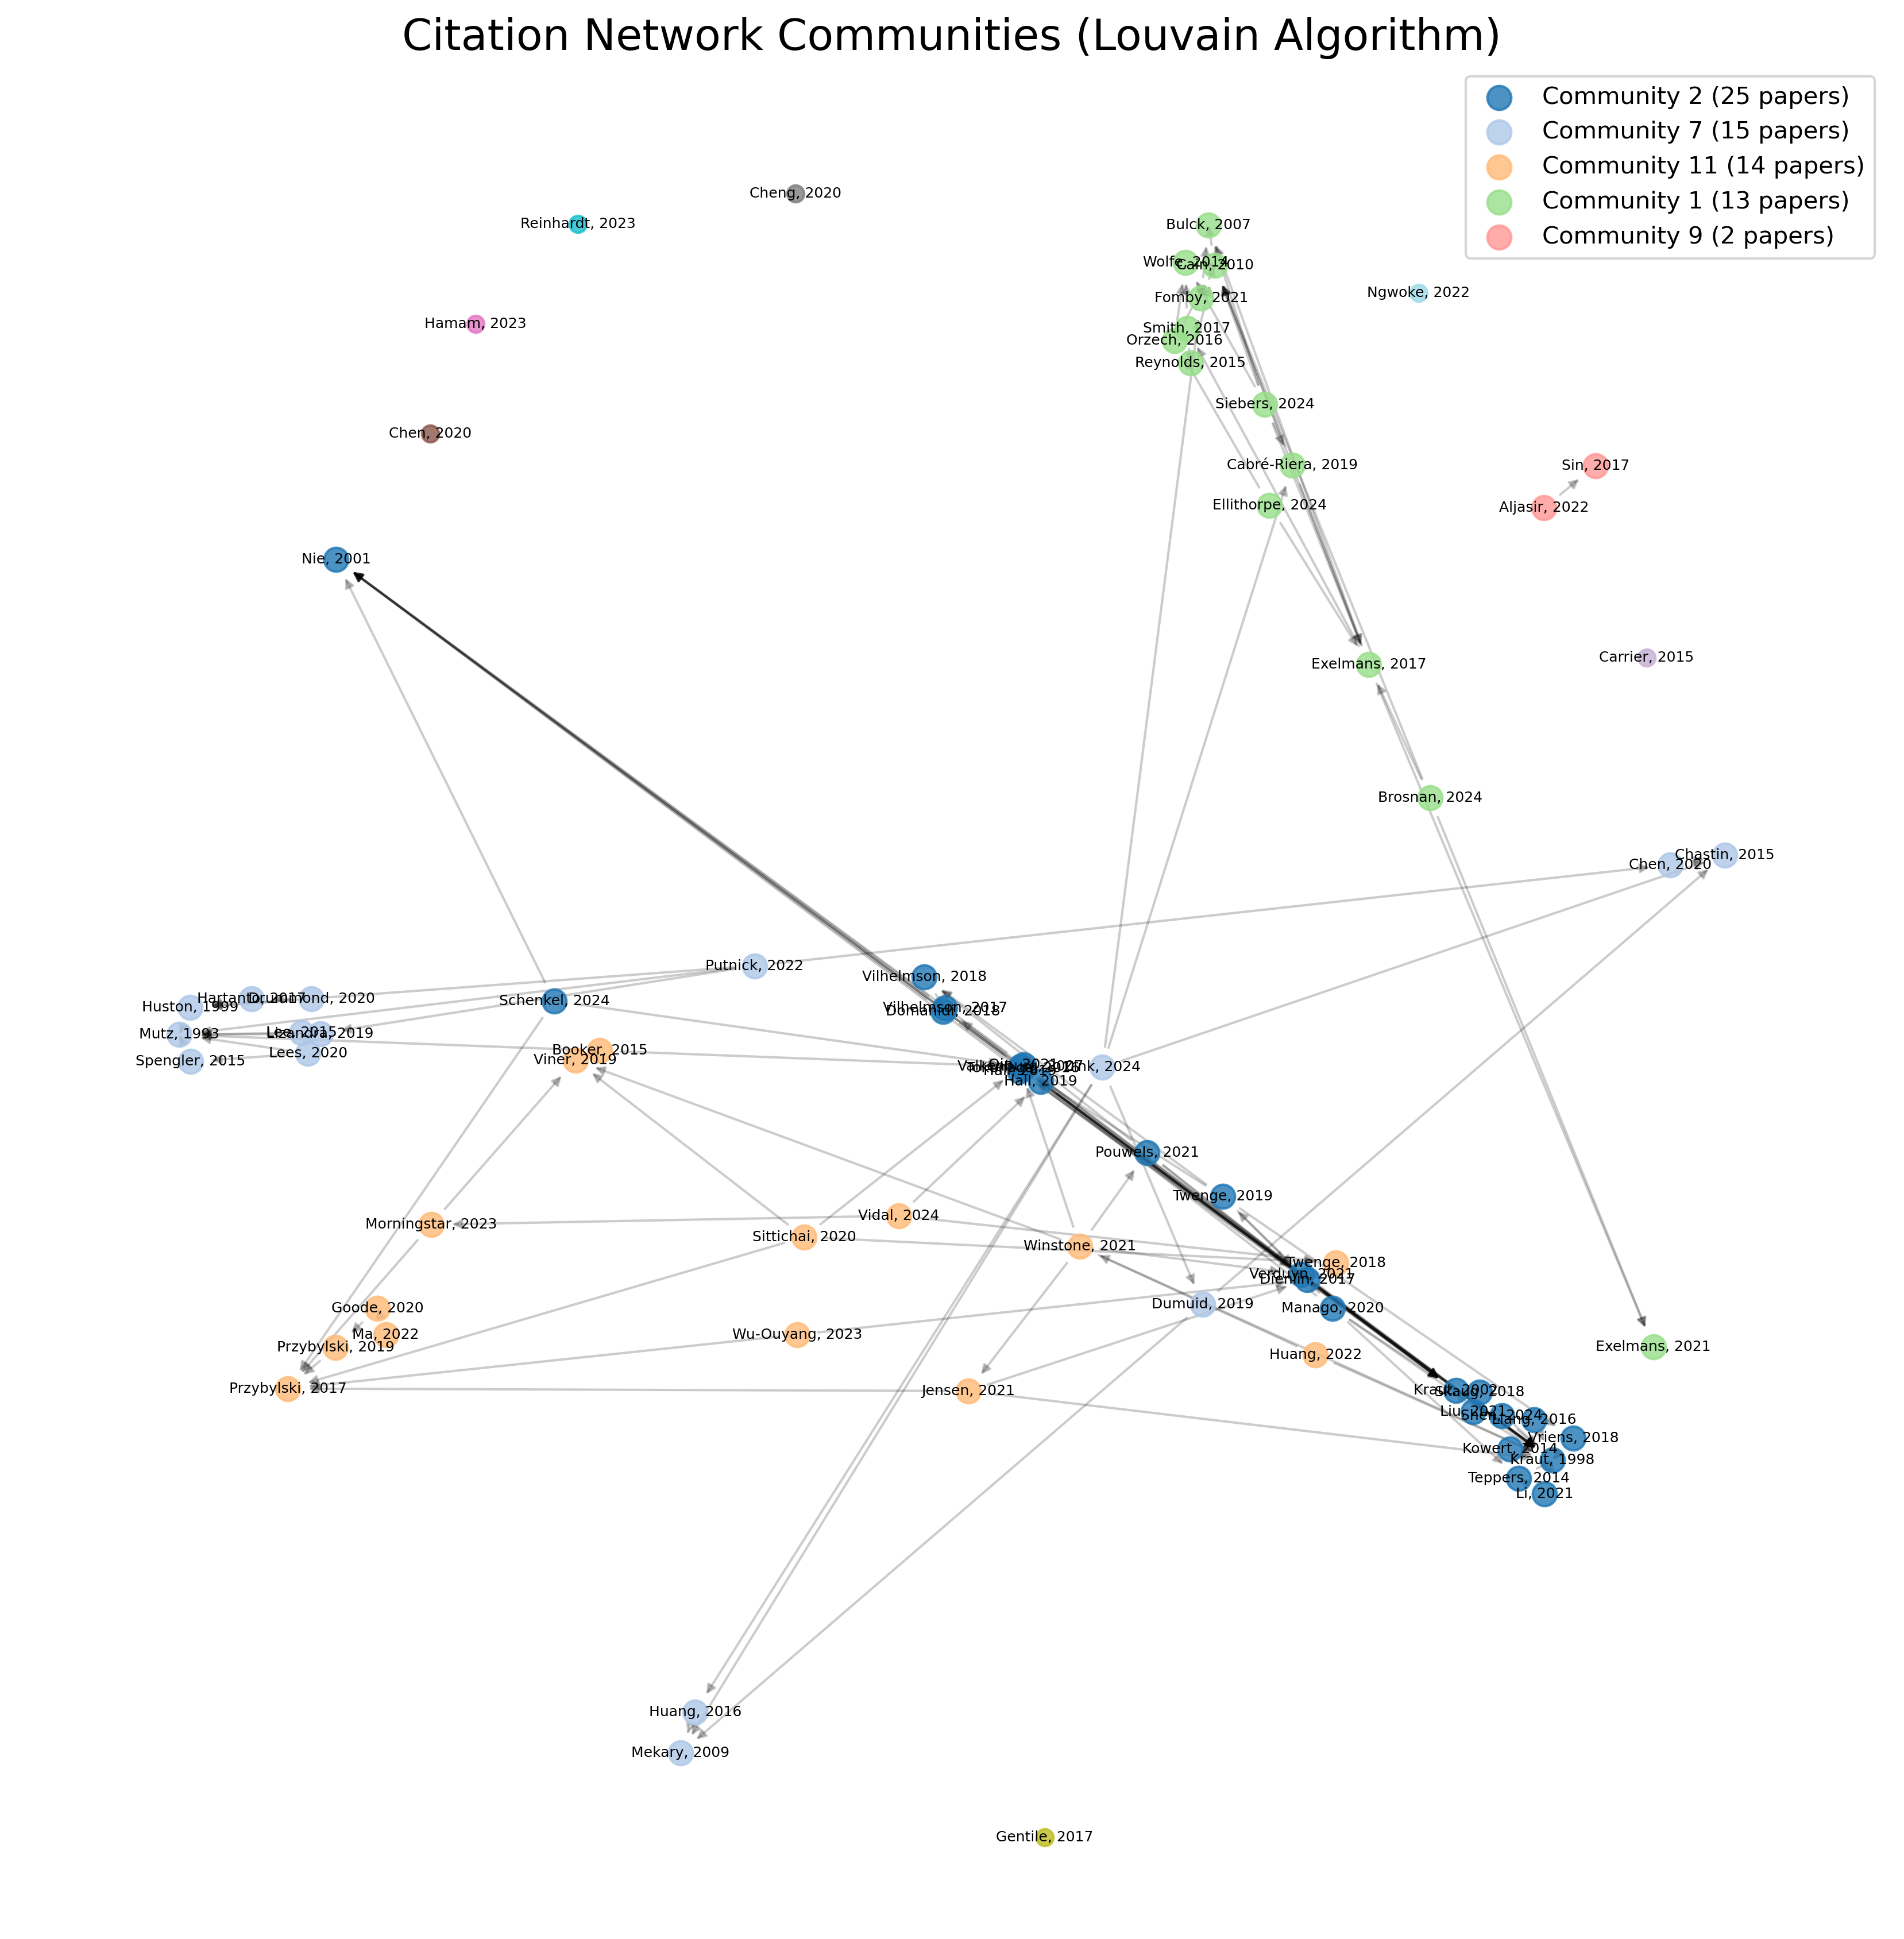 Citation Network Communities (Louvain Algorithm)
Community 2 (25 papers)
Community 7 (15 papers)
Community 11 (14 papers)
Community 1 (13 papers)
Community 9 (2 papers)
Cheng, 2020
Reinhardt, 2023
Bulck, 2007
Wolfe, 2014
Cain, 2010
Ngwoke, 2022
Fomby, 2021
Hamam, 2023
Smith, 2017
Orzech, 2016
Reynolds, 2015
Siebers, 2024
Chen, 2020
Cabré-Riera, 2019
Sin, 2017
Ellithorpe, 2024
Aljasir, 2022
Nie, 2001
Carrier, 2015
Exelmans, 2017
Brosnan, 2024
Chastin, 2015
Chen, 2020
Putnick, 2022
Vilhelmson, 2018
Hartanto, 2017
Drummond, 2020
Schenkel, 2024
Huston, 1999
Vilhelmson, 2017
Domahidi, 2018
Mutz, 1993
Lee, 2015
Lizandra, 2019
Booker, 2015
Lees, 2020
Viner, 2019
Spengler, 2015
2024
Hall, 2019
Pouwels, 2021
Twenge, 2019
Vidal, 2024
Morningstar, 2023
Sittichai, 2020
Winstone, 2021
Twenge, 2018
Verduyn, 2021
Dienlin, 2017
Dumuid, 2019
Manago, 2020
Goode, 2020
Ma, 2022
Wu-Ouyang, 2023
Przybylski, 2019
Exelmans, 2021
Huang, 2022
Przybylski, 2017
Jensen, 2021
Kraut, 2002
Skaug, 2018
Liu, 2021
Shen, 2024
Liang, 2016
Vriens, 2018
Kowert, 2014
Kraut, 1998
Teppers, 2014
Li, 2021
Huang, 2016
Mekary, 2009
Gentile, 2017